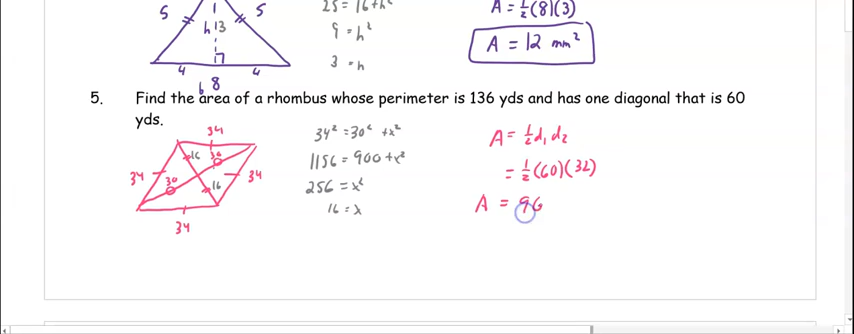 5 5 25 = 16 + h² A = ½ (8)(3)
h 3 9 = h² A = 12 mm²
4 4 3 = h
b 8
5. Find the area of a rhombus whose perimeter is 136 yds and has one diagonal that is 60
yds.
34 34² = 30² + x² A = ½ d₁ d₂
16 30 1156 = 900 + x²
34 30 34 = ½ (60)(32)
16 256 = x²
16 = x A = 96
34